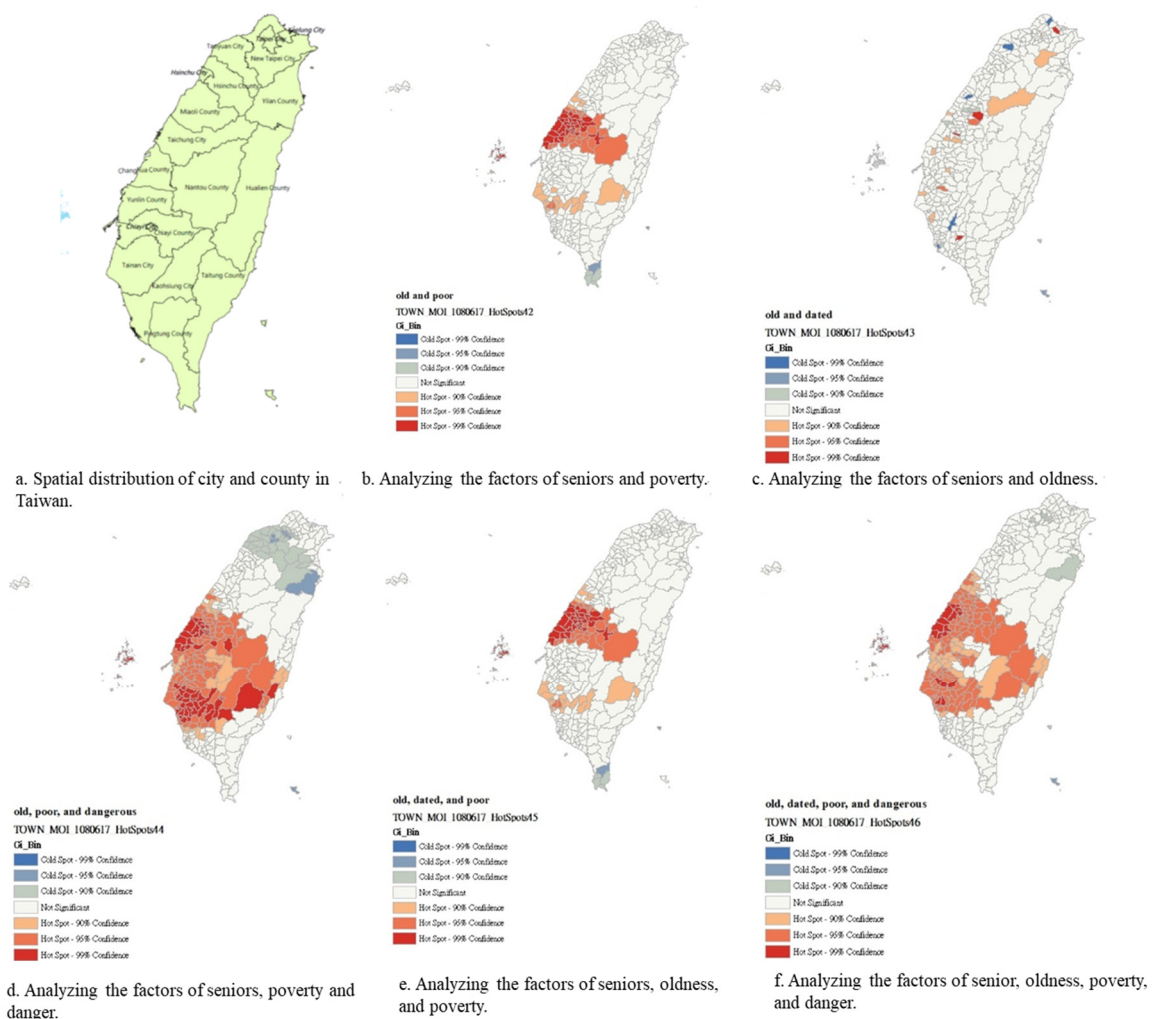 Keelung City
Taipei City
Taoyuan City
New Taipei City
Hsinchu City
Hsinchu County
Yilan County
Miaoli County
Taichung City
Changhua County
Nantou County
Hualien County
Yunlin County
Chiayi City
Chiayi County
Tainan City
Taitung County
Kaohsiung City
Pingtung County
a. Spatial distribution of city and county in
Taiwan.
old and poor
TOWN MOI 1080617 HotSpots42
Gi_Bin
Cold Spot - 99% Confidence
Cold Spot - 95% Confidence
Cold Spot - 90% Confidence
Not Significant
Hot Spot - 90% Confidence
Hot Spot - 95% Confidence
Hot Spot - 99% Confidence
b. Analyzing the factors of seniors and poverty.
old and dated
TOWN MOI 1080617 HotSpots43
Gi_Bin
Cold Spot - 99% Confidence
Cold Spot - 95% Confidence
Cold Spot - 90% Confidence
Not Significant
Hot Spot - 90% Confidence
Hot Spot - 95% Confidence
Hot Spot - 99% Confidence
c. Analyzing the factors of seniors and oldness.
old, poor, and dangerous
TOWN MOI 1080617 HotSpots44
Gi_Bin
Cold Spot - 99% Confidence
Cold Spot - 95% Confidence
Cold Spot - 90% Confidence
Not Significant
Hot Spot - 90% Confidence
Hot Spot - 95% Confidence
Hot Spot - 99% Confidence
d. Analyzing the factors of seniors, poverty and
danger.
old, dated, and poor
TOWN MOI 1080617 HotSpots45
Gi_Bin
Cold Spot - 99% Confidence
Cold Spot - 95% Confidence
Cold Spot - 90% Confidence
Not Significant
Hot Spot - 90% Confidence
Hot Spot - 95% Confidence
Hot Spot - 99% Confidence
e. Analyzing the factors of seniors, oldness,
and poverty.
old, dated, poor, and dangerous
TOWN MOI 1080617 HotSpots46
Gi_Bin
Cold Spot - 99% Confidence
Cold Spot - 95% Confidence
Cold Spot - 90% Confidence
Not Significant
Hot Spot - 90% Confidence
Hot Spot - 95% Confidence
Hot Spot - 99% Confidence
f. Analyzing the factors of senior, oldness, poverty,
and danger.